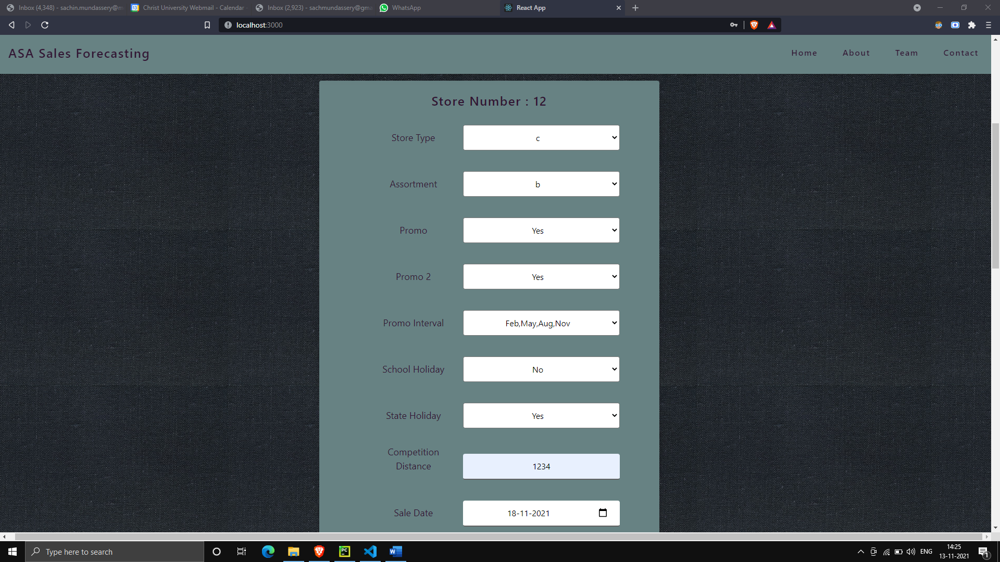 Inbox (4,348) - sachin.mundassery@m
13
Christ University Webmail - Calendar -
Inbox (2,923) - sachmundassery@gma
WhatsApp
React App
localhost:3000
ASA Sales Forecasting
Home
About
Team
Contact
Store Number : 12
Store Type
c
Assortment
b
Promo
Yes
Promo 2
Yes
Promo Interval
Feb,May,Aug,Nov
School Holiday
No
State Holiday
Yes
Competition
Distance
1234
Sale Date
18-11-2021
Type here to search
PC
W
ENG
14:25
13-11-2021
1